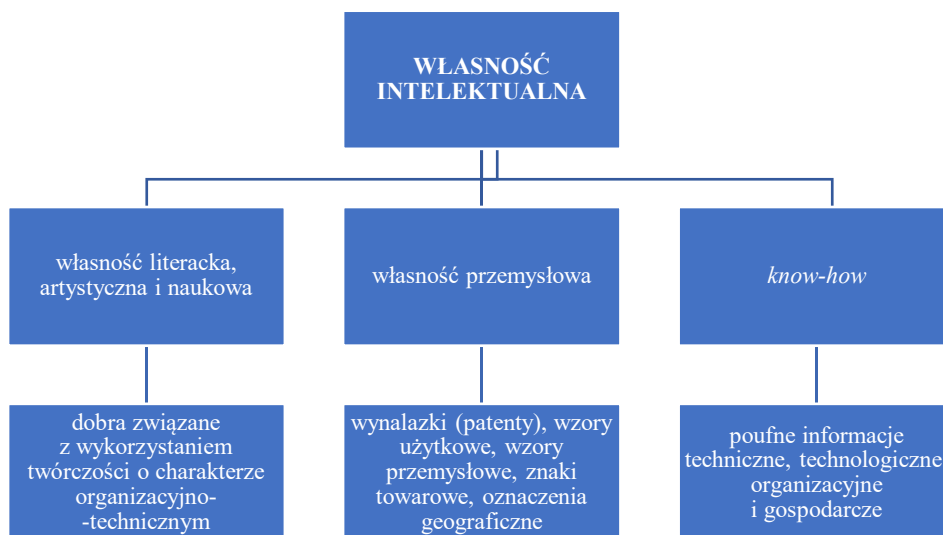 WŁASNOŚĆ
INTELEKTUALNA
własność literacka,
artystyczna i naukowa
własność przemysłowa
know-how
dobra związane
z wykorzystaniem
twórczości o charakterze
organizacyjno-
-technicznym
wynalazki (patenty), wzory
użytkowe, wzory
przemysłowe, znaki
towarowe, oznaczenia
geograficzne
poufne informacje
techniczne, technologiczne
organizacyjne
i gospodarcze